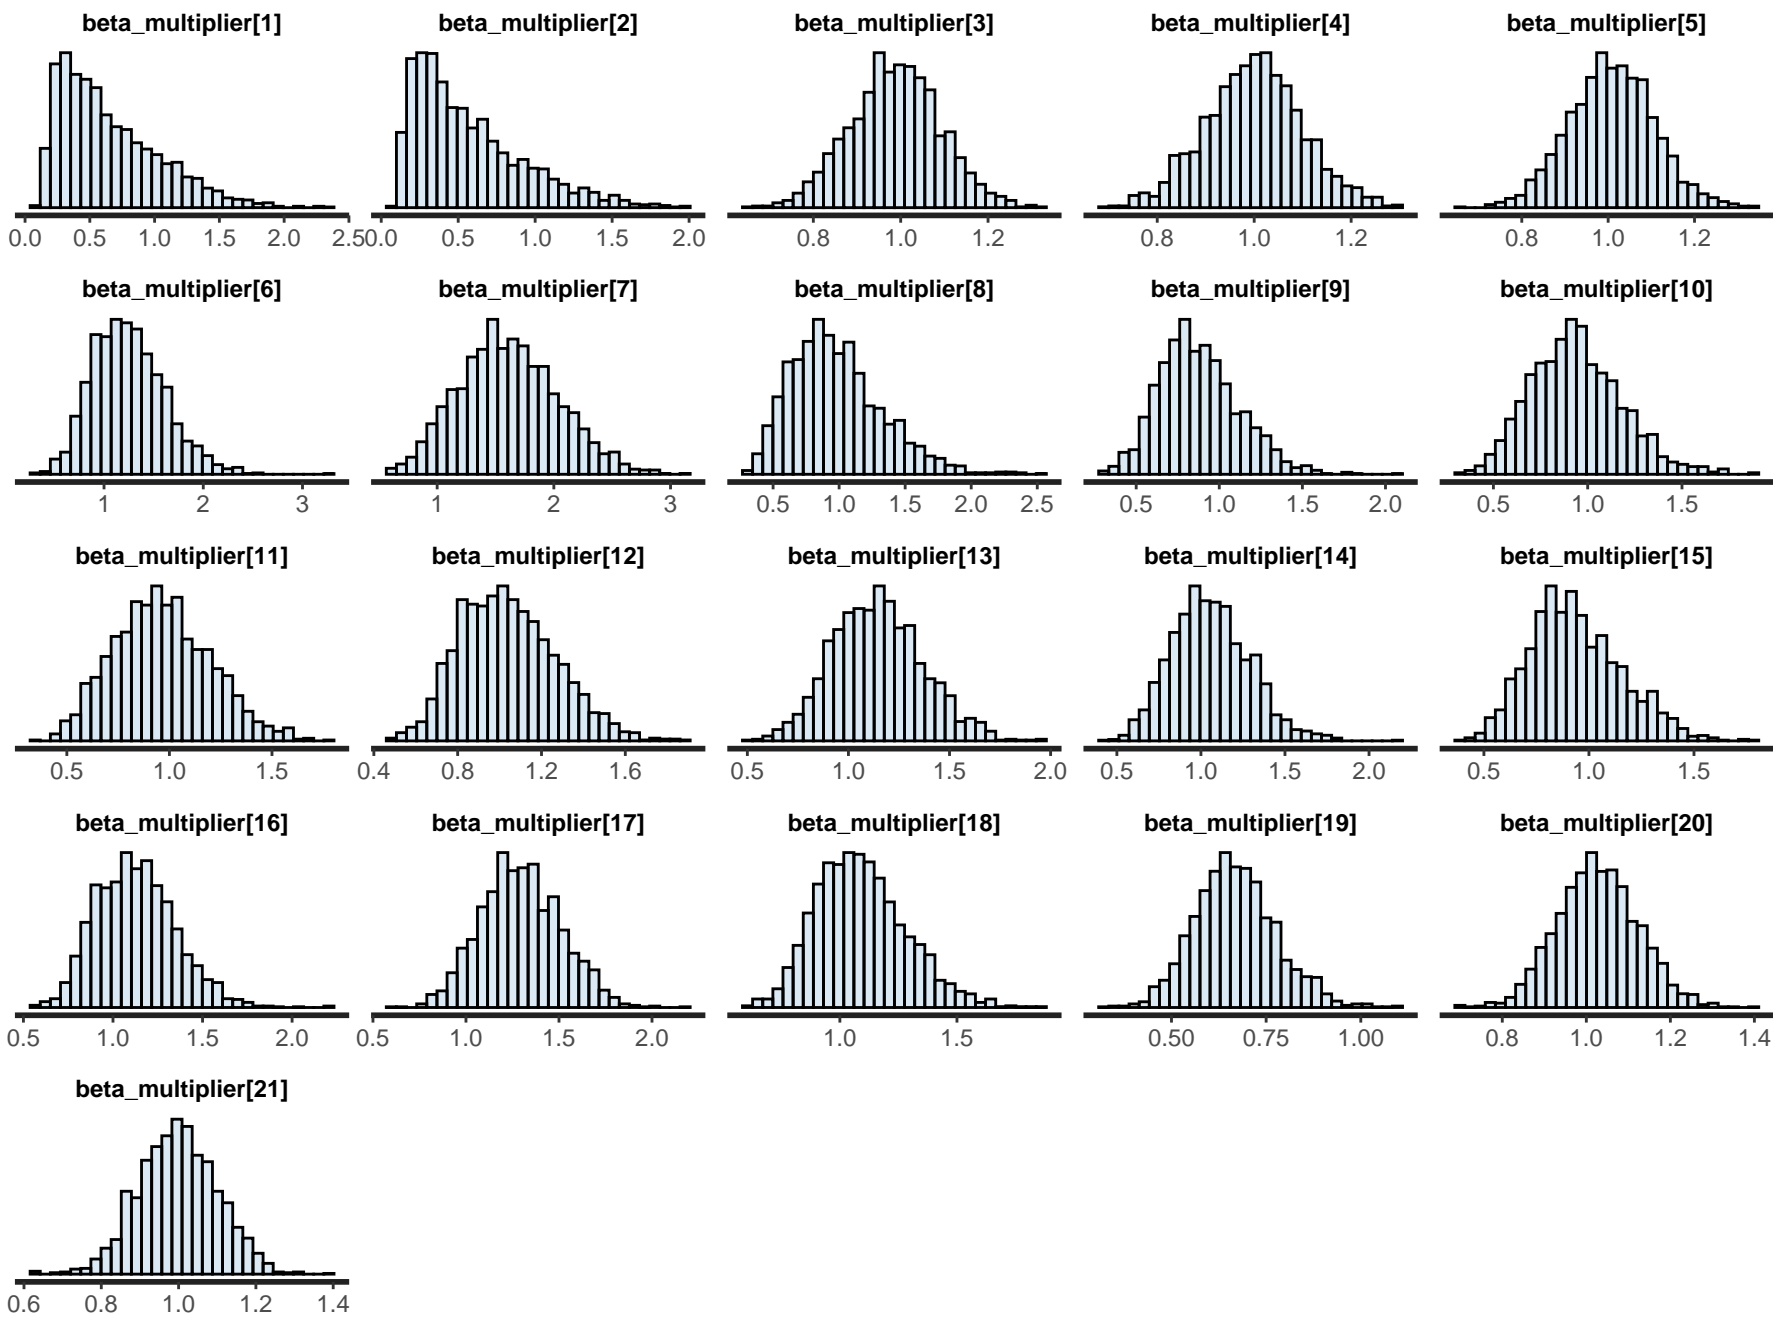 beta_multiplier[1] beta_multiplier[2] beta_multiplier[3] beta_multiplier[4] beta_multiplier[5]
0.0 0.5 1.0 1.5 2.0 2.5 0.0 0.5 1.0 1.5 2.0 0.8 1.0 1.2 0.8 1.0 1.2 0.8 1.0 1.2
beta_multiplier[6] beta_multiplier[7] beta_multiplier[8] beta_multiplier[9] beta_multiplier[10]
1 2 3 1 2 3 0.5 1.0 1.5 2.0 2.5 0.5 1.0 1.5 2.0 0.5 1.0 1.5
beta_multiplier[11] beta_multiplier[12] beta_multiplier[13] beta_multiplier[14] beta_multiplier[15]
0.5 1.0 1.5 0.4 0.8 1.2 1.6 0.5 1.0 1.5 2.0 0.5 1.0 1.5 2.0 0.5 1.0 1.5
beta_multiplier[16] beta_multiplier[17] beta_multiplier[18] beta_multiplier[19] beta_multiplier[20]
0.5 1.0 1.5 2.0 0.5 1.0 1.5 2.0 1.0 1.5 0.50 0.75 1.00 0.8 1.0 1.2 1.4
beta_multiplier[21]
0.6 0.8 1.0 1.2 1.4